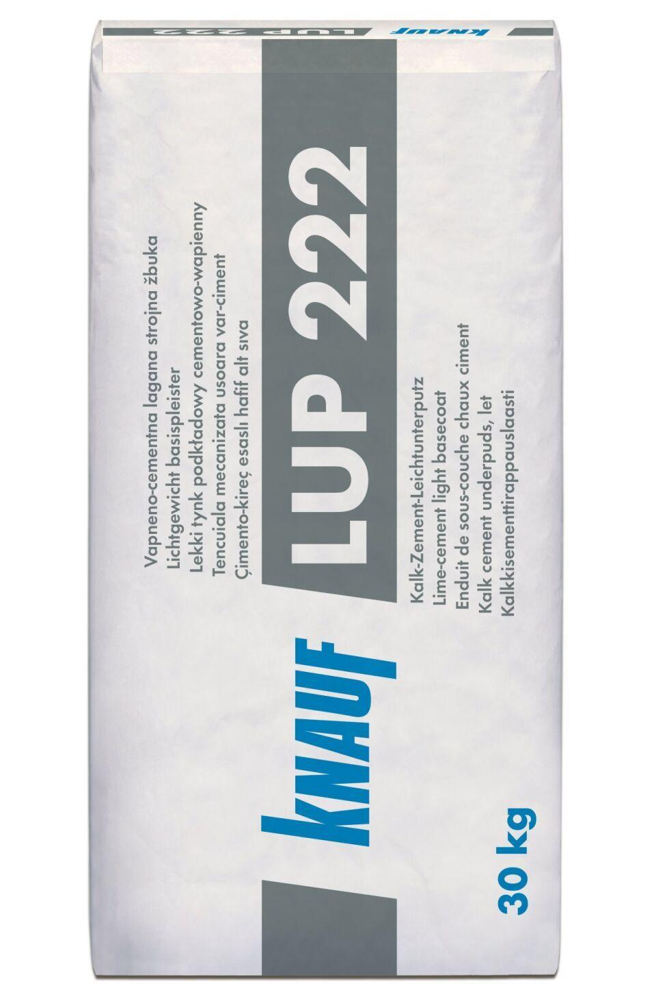 KNAUF LUP 222
Vapneno-cementna lagana strojna žbuka
Lichtgewicht basispleister
Lekki tynk podkładowy cementowo-wapienny
Tencuiala mecanizata usoara var-ciment
Çimento-kireç esaslı hafif alt sıva
KNAUF LUP 222
Kalk-Zement-Leichtunterputz
Lime-cement light basecoat
Enduit de sous-couche chaux ciment
Kalk cement underpuds, let
Kalkkisementtirappauslaasti
30 kg